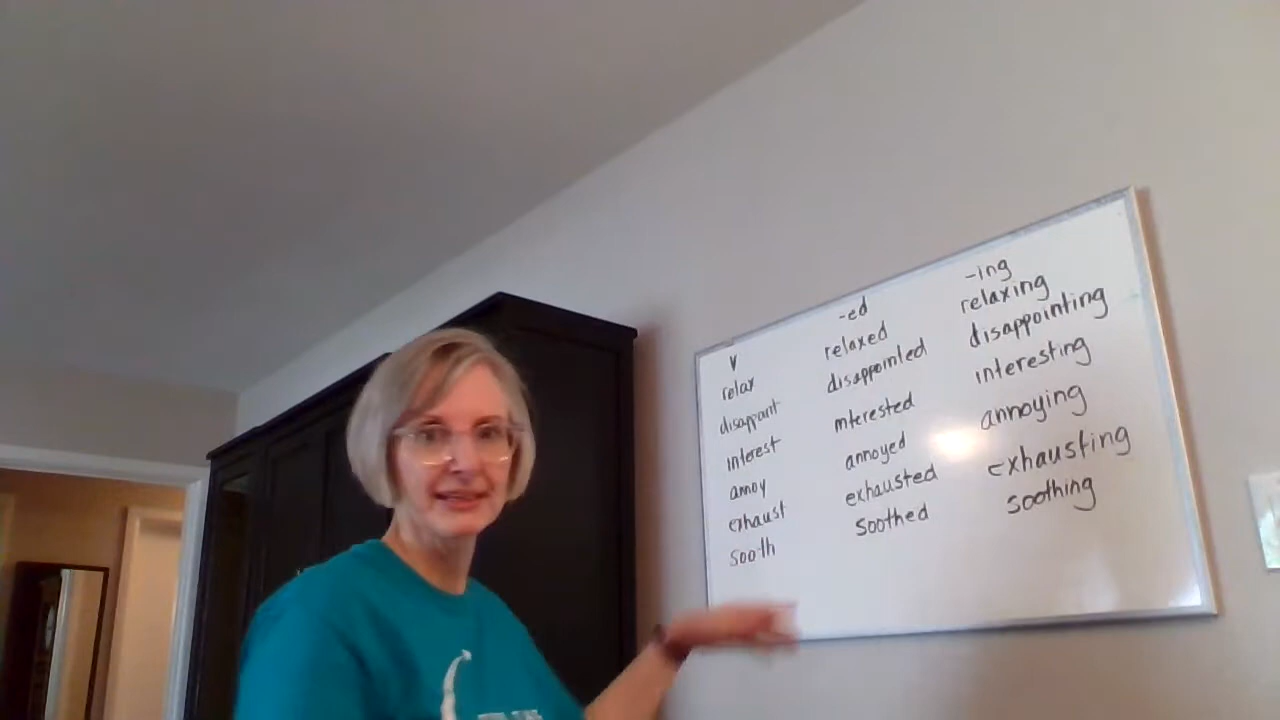 v -ed -ing
relax relaxed relaxing
disappoint disappointed disappointing
interest interested interesting
annoy annoyed annoying
exhaust exhausted exhausting
sooth soothed soothing